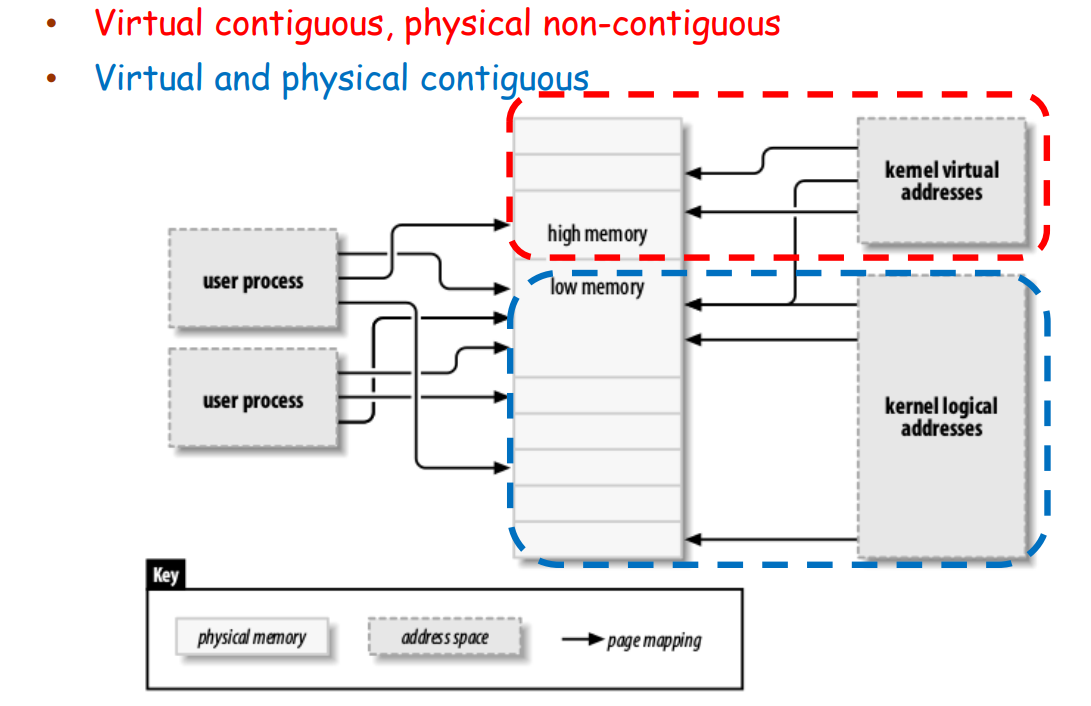 • Virtual contiguous, physical non-contiguous
• Virtual and physical contiguous
kernel virtual
addresses
high memory
user process
low memory
user process
kernel logical
addresses
Key
physical memory
address space
page mapping